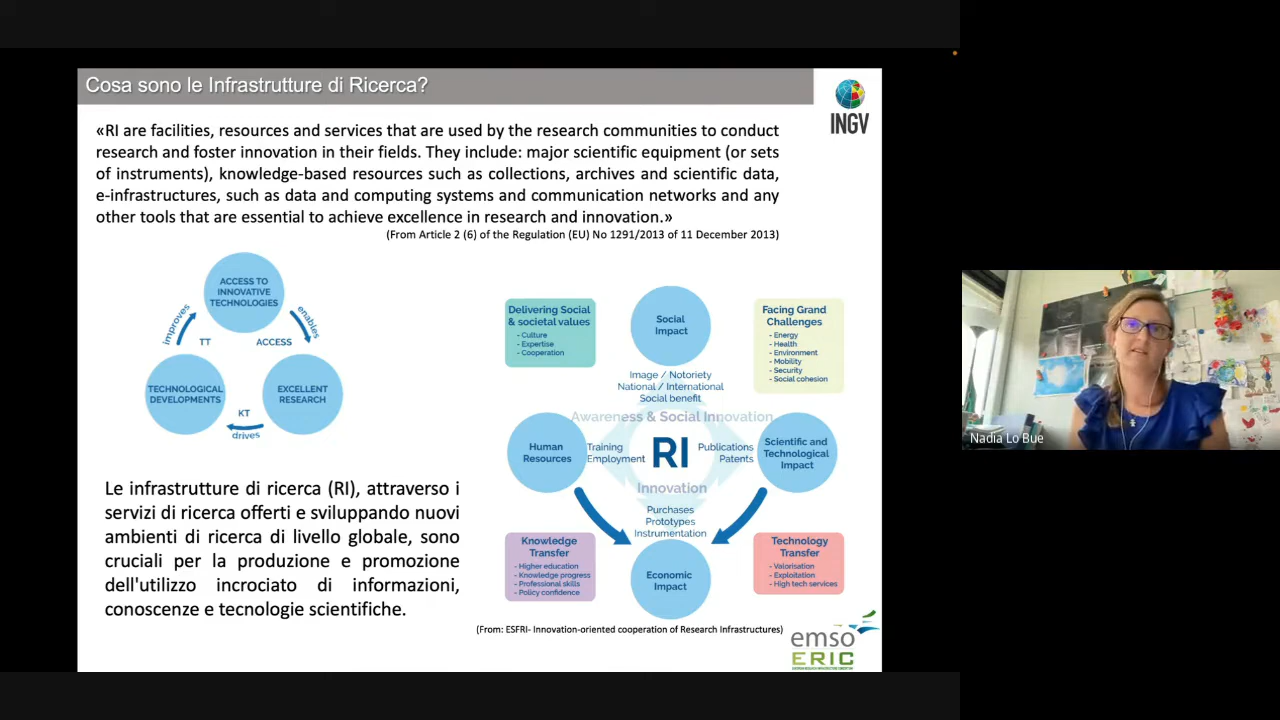 Cosa sono le Infrastrutture di Ricerca?
INGV
«RI are facilities, resources and services that are used by the research communities to conduct
research and foster innovation in their fields. They include: major scientific equipment (or sets
of instruments), knowledge-based resources such as collections, archives and scientific data,
e-infrastructures, such as data and computing systems and communication networks and any
other tools that are essential to achieve excellence in research and innovation.»
(From Article 2 (6) of the Regulation (EU) No 1291/2013 of 11 December 2013)
ACCESS TO
INNOVATIVE
TECHNOLOGIES
improves
enables
TT
ACCESS
TECHNOLOGICAL
DEVELOPMENTS
EXCELLENT
RESEARCH
KT
drives
Le infrastrutture di ricerca (RI), attraverso i
servizi di ricerca offerti e sviluppando nuovi
ambienti di ricerca di livello globale, sono
cruciali per la produzione e promozione
dell'utilizzo incrociato di informazioni,
conoscenze e tecnologie scientifiche.
Delivering Social
& societal values
- Culture
- Expertise
- Cooperation
Social
Impact
Facing Grand
Challenges
- Energy
- Health
- Environment
- Mobility
- Security
- Social cohesion
Image / Notoriety
National / International
Social benefit
Awareness & Social Innovation
Human
Resources
Training
Employment
RI
Publications
Patents
Scientific and
Technological
Impact
Innovation
Purchases
Prototypes
Instrumentation
Knowledge
Transfer
- Higher education
- Knowledge progress
- Professional skills
- Policy confidence
Economic
Impact
Technology
Transfer
- Valorisation
- Exploitation
- High tech services
(From: ESFRI- Innovation-oriented cooperation of Research Infrastructures)
emso
ERIC
EUROPEAN RESEARCH INFRASTRUCTURE CONSORTIUM
Nadia Lo Bue